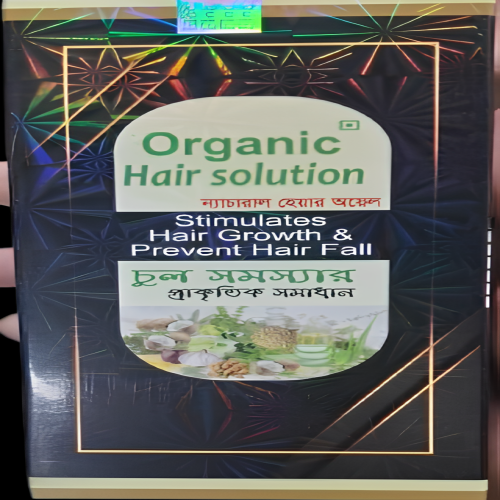 Organic
Hair solution
ন্যাচারাল হেয়ার অয়েল
Stimulates
Hair Growth &
Prevent Hair Fall
চুল সমস্যার
প্রাকৃতিক সমাধান